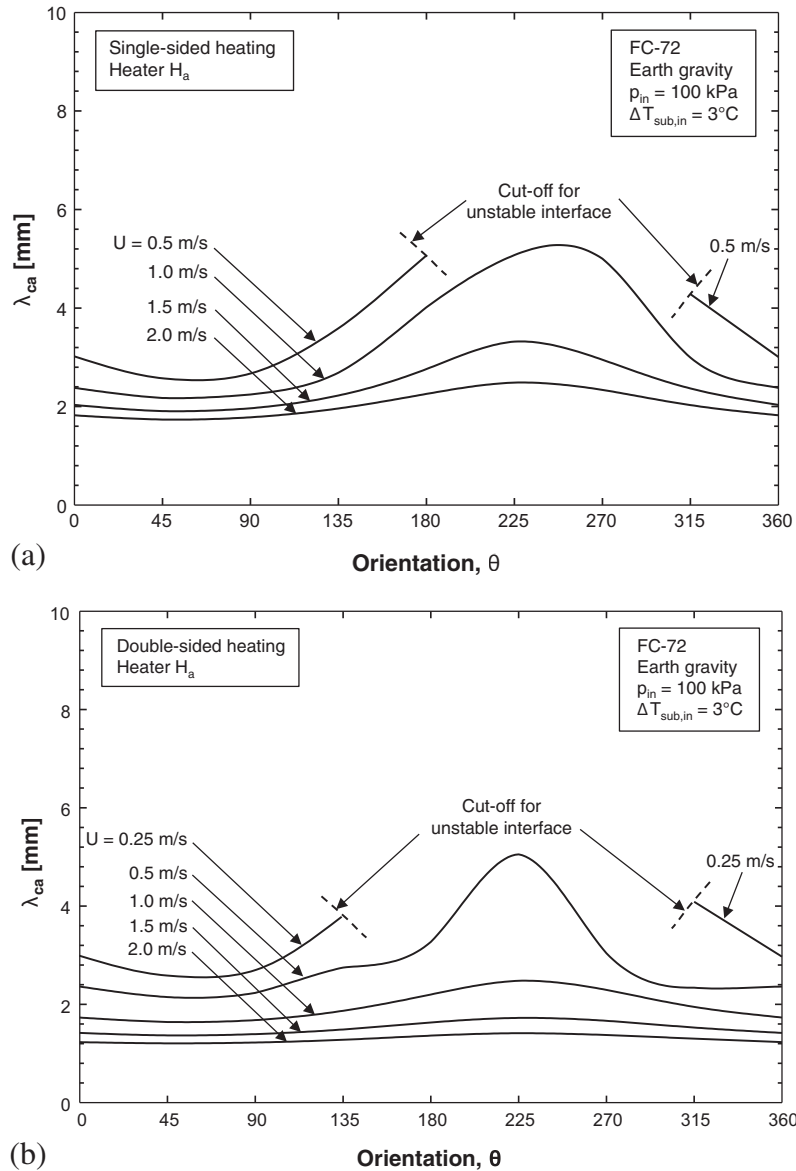 10
8
6
4
2
0
λca [mm]
Single-sided heating
Heater Ha
FC-72
Earth gravity
pin = 100 kPa
ΔTsub,in = 3°C
Cut-off for
unstable interface
U = 0.5 m/s
1.0 m/s
1.5 m/s
2.0 m/s
0.5 m/s
0 45 90 135 180 225 270 315 360
(a)
Orientation, θ
10
8
6
4
2
0
λca [mm]
Double-sided heating
Heater Ha
FC-72
Earth gravity
pin = 100 kPa
ΔTsub,in = 3°C
Cut-off for
unstable interface
U = 0.25 m/s
0.5 m/s
1.0 m/s
1.5 m/s
2.0 m/s
0.25 m/s
0 45 90 135 180 225 270 315 360
(b)
Orientation, θ